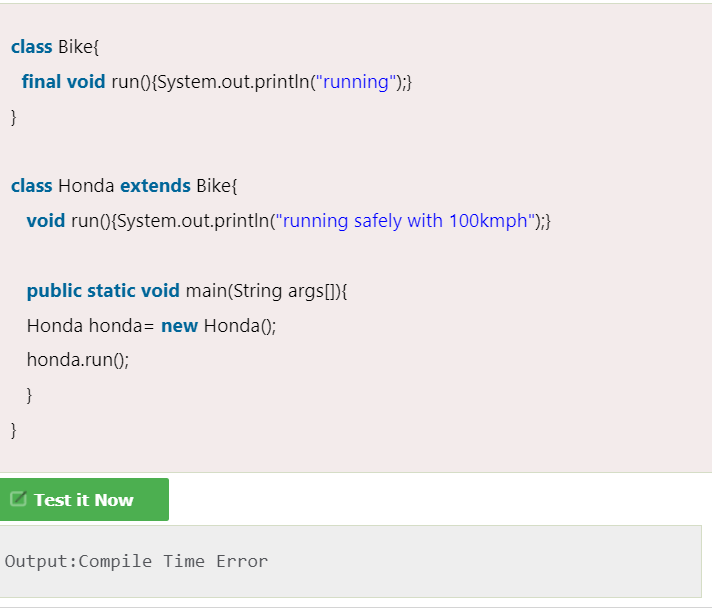 class Bike{
final void run(){System.out.println("running");}
}
class Honda extends Bike{
void run(){System.out.println("running safely with 100kmph");}
public static void main(String args[]){
Honda honda= new Honda();
honda.run();
}
}
Test it Now
Output:Compile Time Error